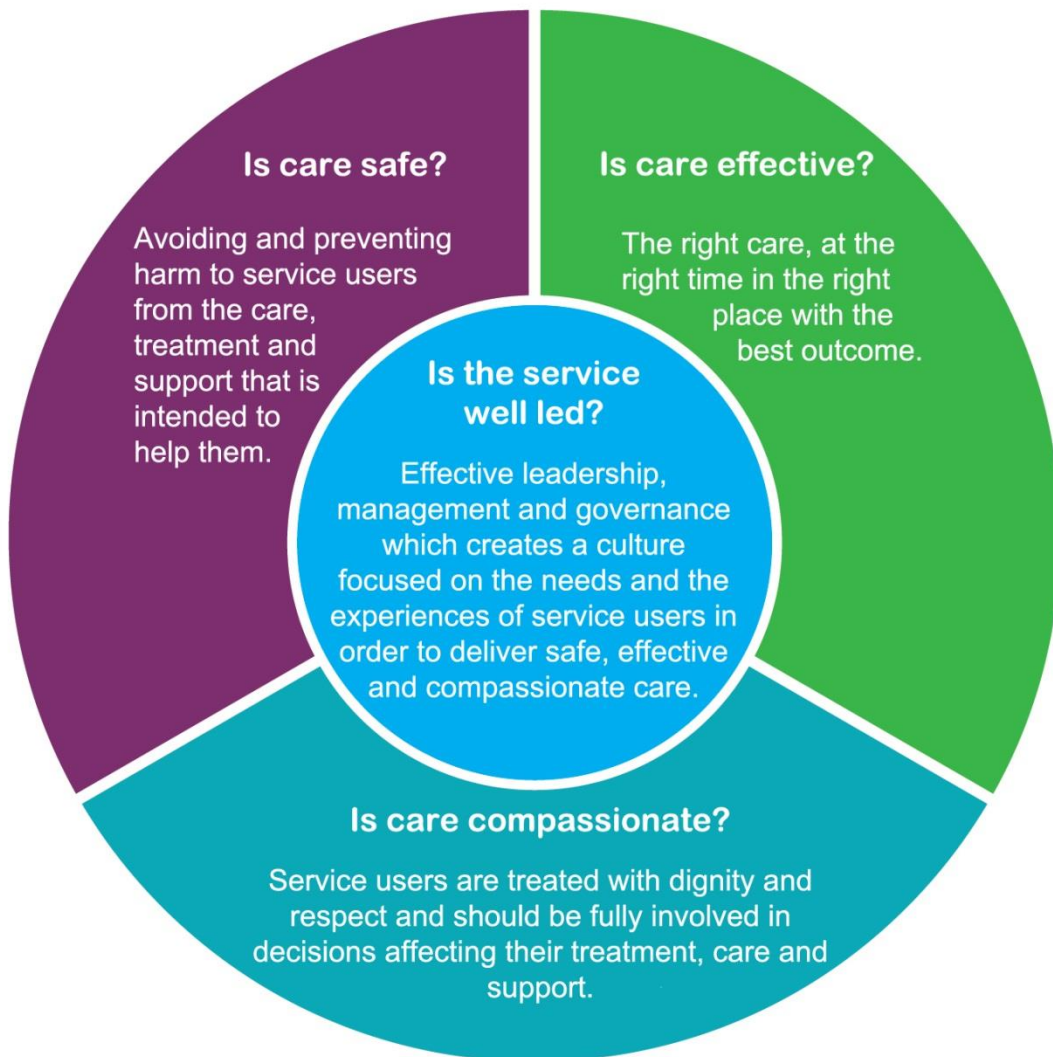 Is care safe?
Avoiding and preventing
harm to service users
from the care,
treatment and
support that is
intended to
help them.
Is care effective?
The right care, at the
right time in the right
place with the
best outcome.
Is the service
well led?
Effective leadership,
management and governance
which creates a culture
focused on the needs and the
experiences of service users in
order to deliver safe, effective
and compassionate care.
Is care compassionate?
Service users are treated with dignity and
respect and should be fully involved in
decisions affecting their treatment, care and
support.